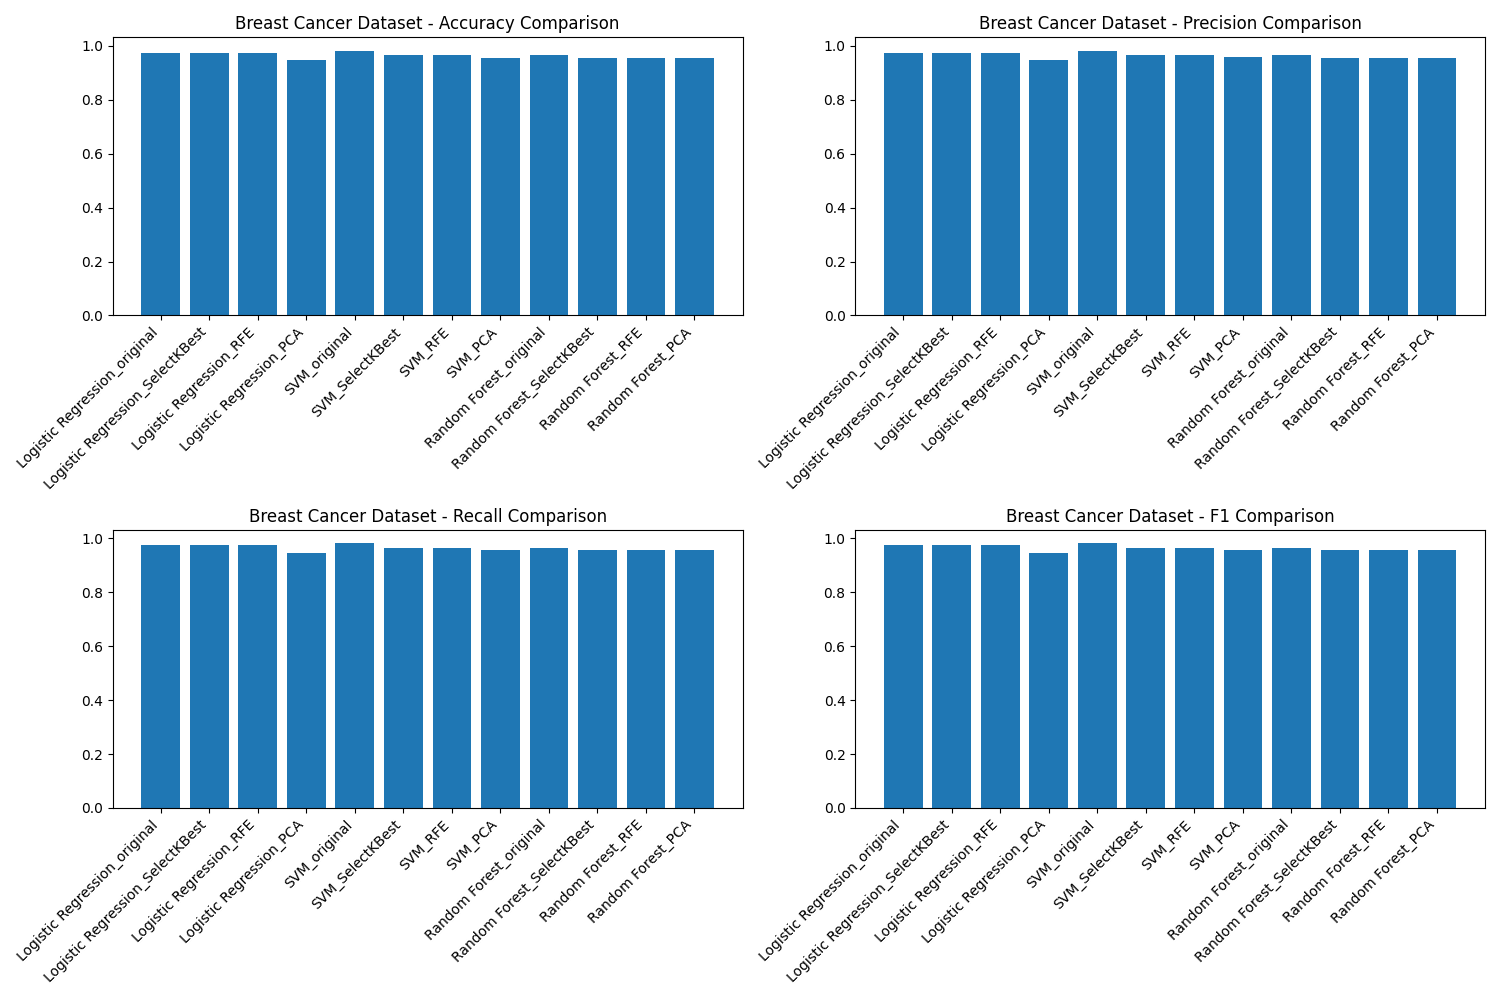 Breast Cancer Dataset - Accuracy Comparison
1.0
0.8
0.6
0.4
0.2
0.0
Logistic Regression_original
Logistic Regression_SelectKBest
Logistic Regression_RFE
Logistic Regression_PCA
SVM_original
SVM_SelectKBest
SVM_RFE
SVM_PCA
Random Forest_original
Random Forest_SelectKBest
Random Forest_RFE
Random Forest_PCA
Breast Cancer Dataset - Precision Comparison
1.0
0.8
0.6
0.4
0.2
0.0
Logistic Regression_original
Logistic Regression_SelectKBest
Logistic Regression_RFE
Logistic Regression_PCA
SVM_original
SVM_SelectKBest
SVM_RFE
SVM_PCA
Random Forest_original
Random Forest_SelectKBest
Random Forest_RFE
Random Forest_PCA
Breast Cancer Dataset - Recall Comparison
1.0
0.8
0.6
0.4
0.2
0.0
Logistic Regression_original
Logistic Regression_SelectKBest
Logistic Regression_RFE
Logistic Regression_PCA
SVM_original
SVM_SelectKBest
SVM_RFE
SVM_PCA
Random Forest_original
Random Forest_SelectKBest
Random Forest_RFE
Random Forest_PCA
Breast Cancer Dataset - F1 Comparison
1.0
0.8
0.6
0.4
0.2
0.0
Logistic Regression_original
Logistic Regression_SelectKBest
Logistic Regression_RFE
Logistic Regression_PCA
SVM_original
SVM_SelectKBest
SVM_RFE
SVM_PCA
Random Forest_original
Random Forest_SelectKBest
Random Forest_RFE
Random Forest_PCA